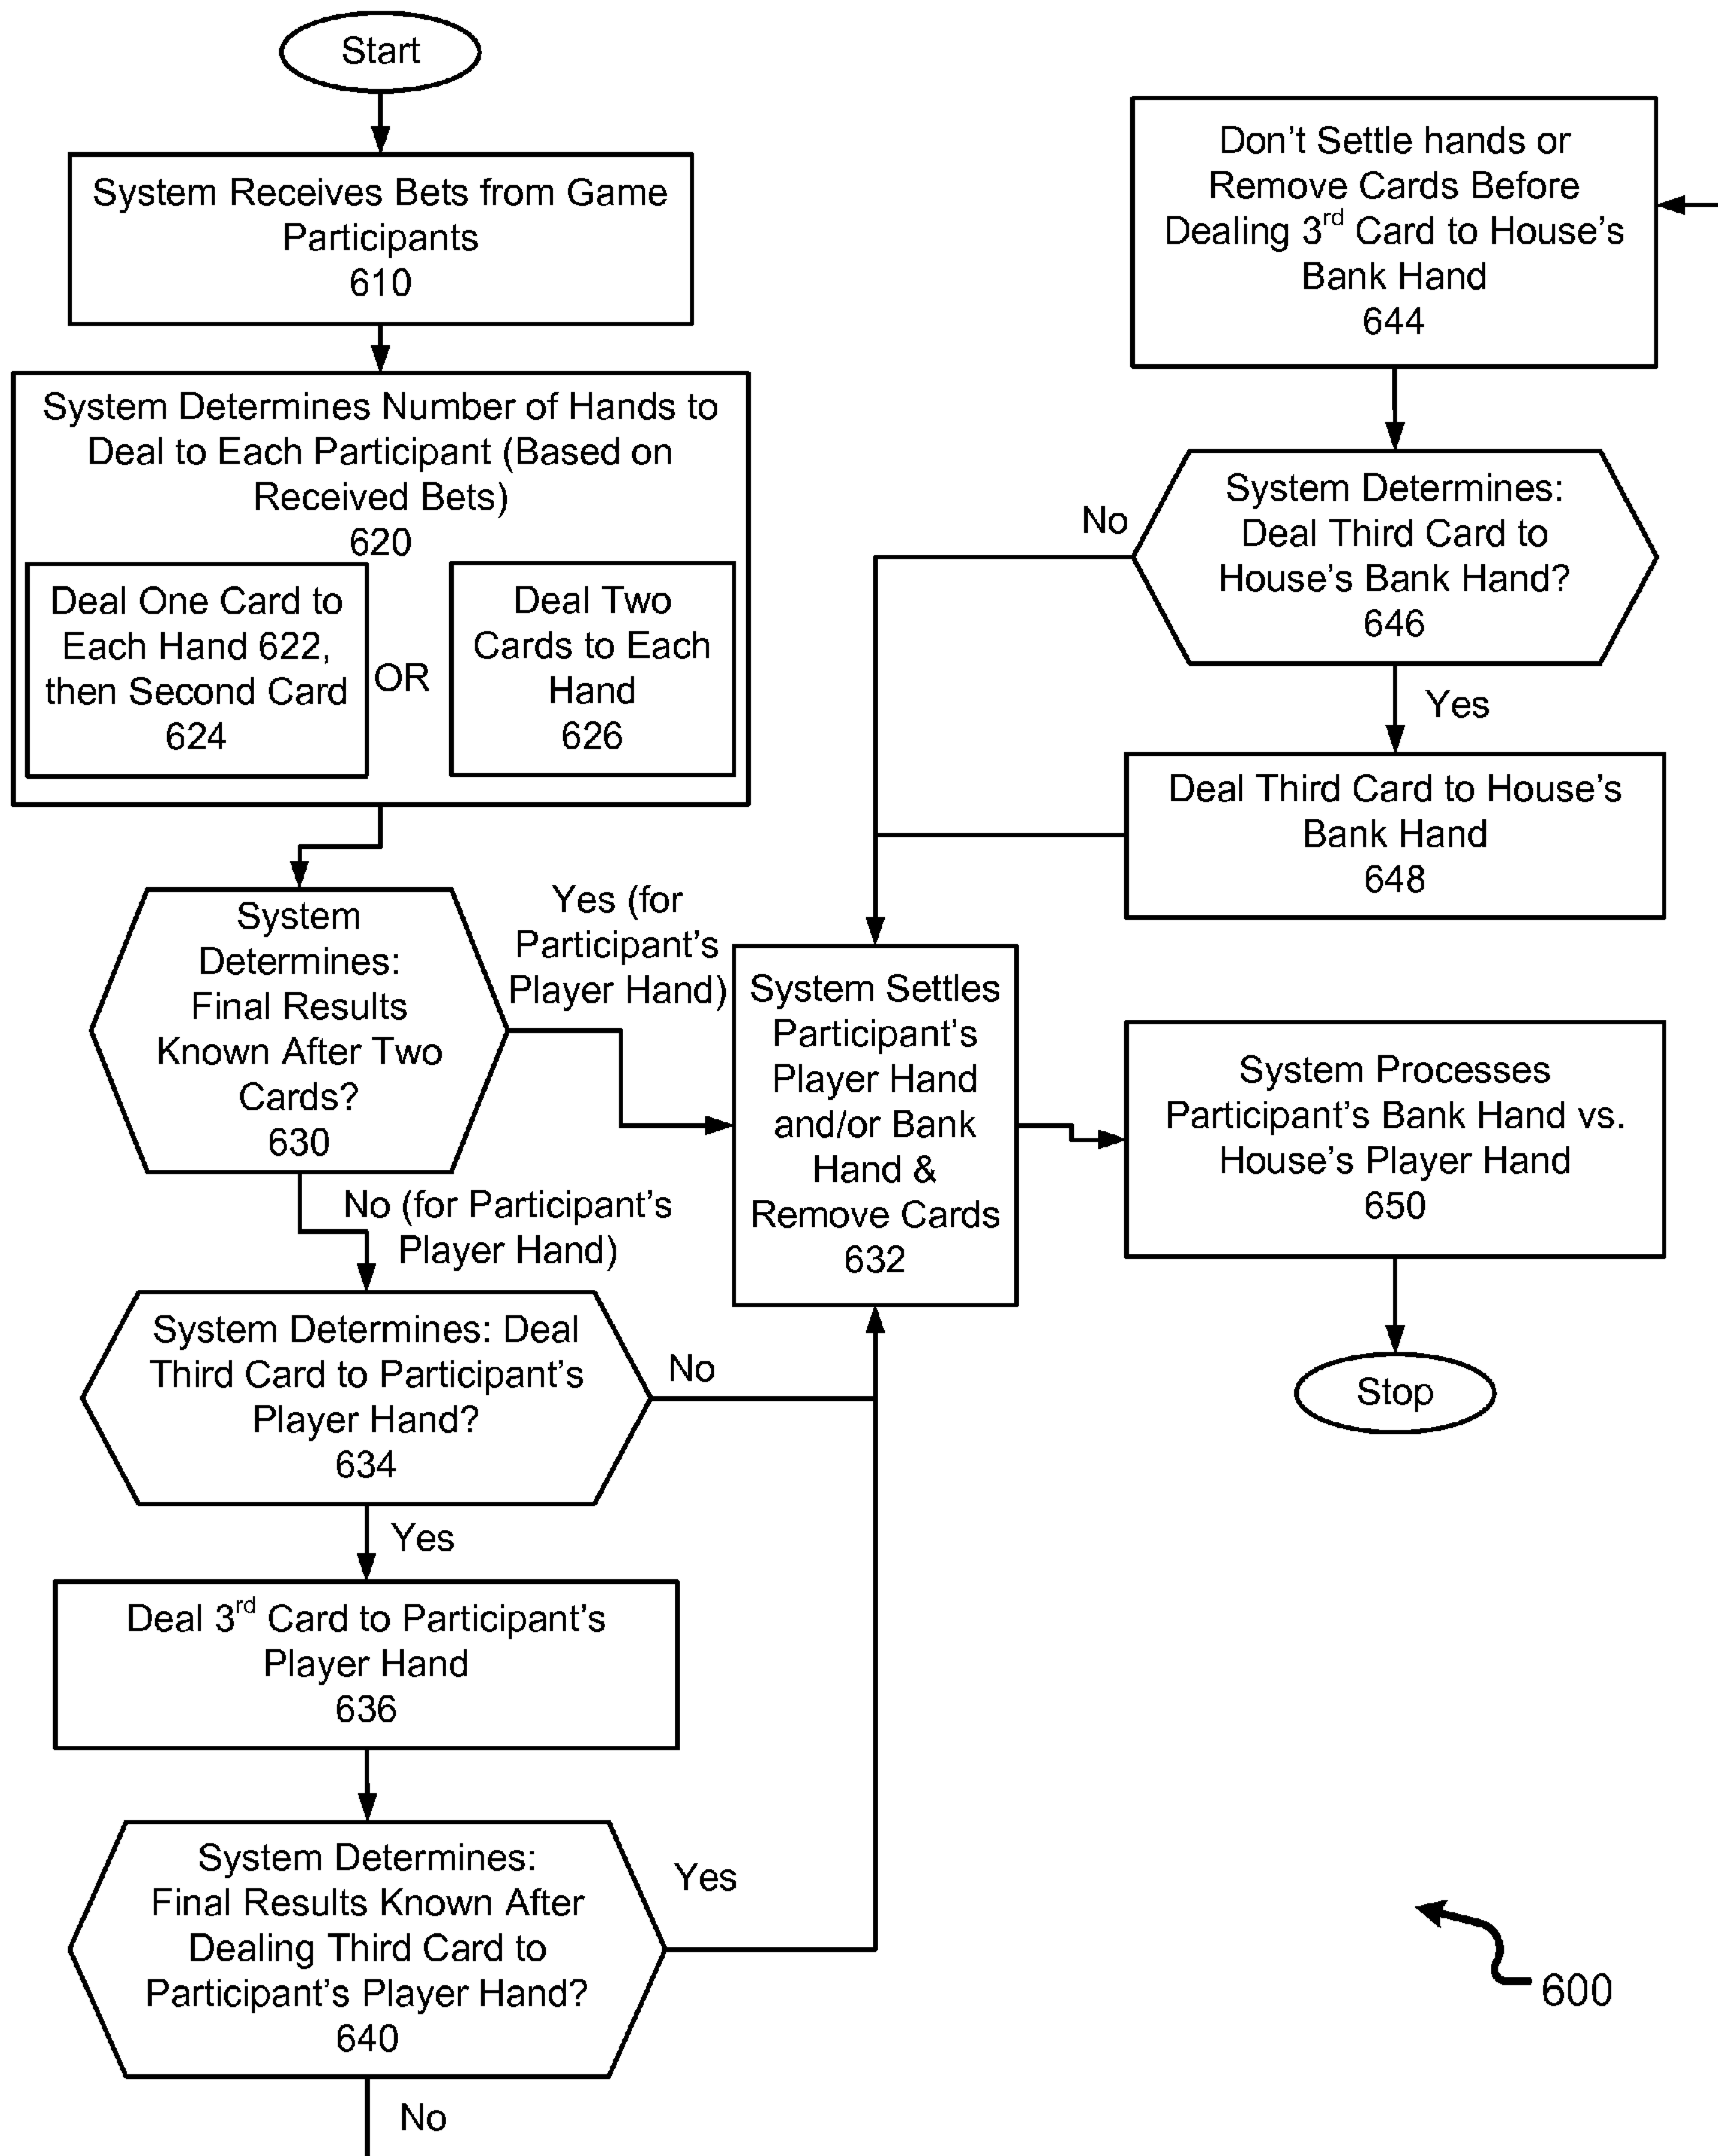 Start
System Receives Bets from Game
Participants
610
System Determines Number of Hands to
Deal to Each Participant (Based on
Received Bets)
620
Deal One Card to
Each Hand 622,
then Second Card
624
OR
Deal Two
Cards to Each
Hand
626
System
Determines:
Final Results
Known After Two
Cards?
630
Yes (for
Participant's
Player Hand)
No (for Participant's
Player Hand)
System Determines: Deal
Third Card to Participant's
Player Hand?
634
No
Yes
Deal 3rd Card to Participant's
Player Hand
636
System Determines:
Final Results Known After
Dealing Third Card to
Participant's Player Hand?
640
Yes
No
Don't Settle hands or
Remove Cards Before
Dealing 3rd Card to House's
Bank Hand
644
System Determines:
Deal Third Card to
House's Bank Hand?
646
No
Yes
Deal Third Card to House's
Bank Hand
648
System Settles
Participant's
Player Hand
and/or Bank
Hand &
Remove Cards
632
System Processes
Participant's Bank Hand vs.
House's Player Hand
650
Stop
600